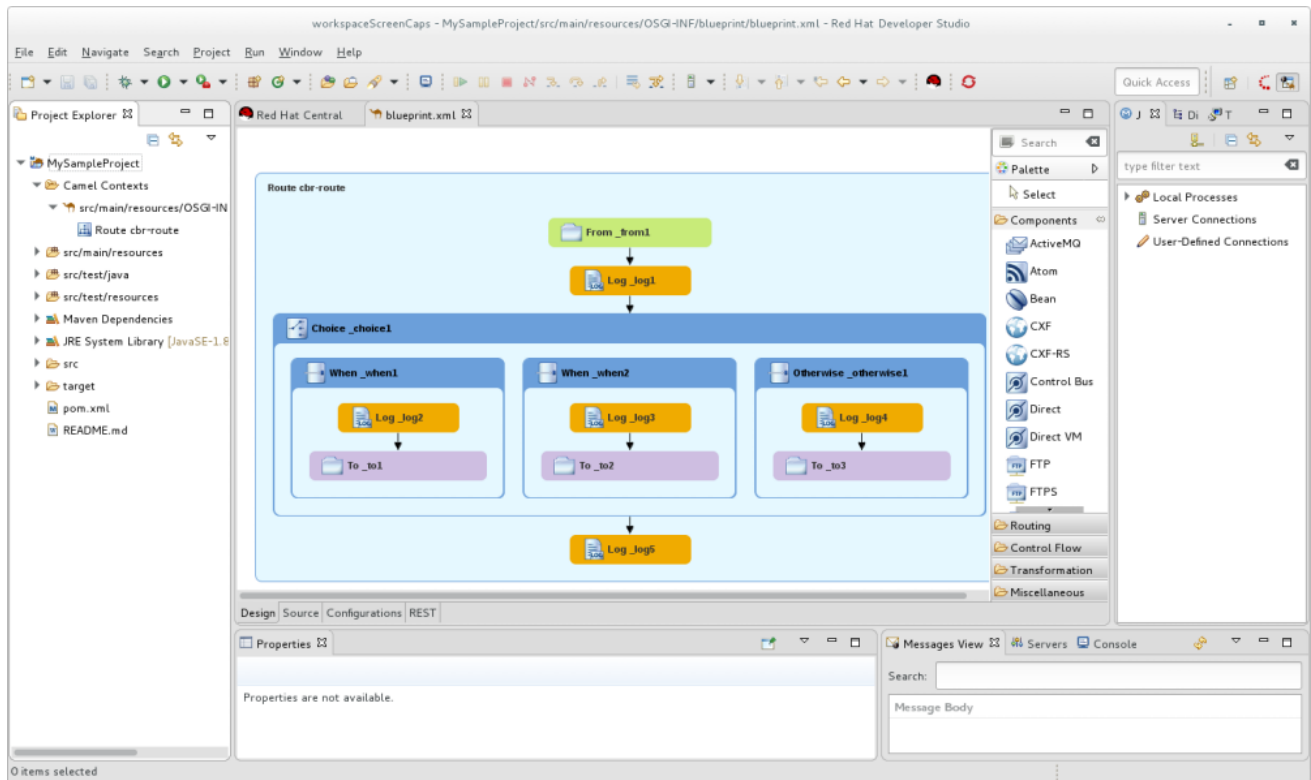 workspaceScreenCaps - MySampleProject/src/main/resources/OSGI-INF/blueprint/blueprint.xml - Red Hat Developer Studio
File Edit Navigate Search Project Run Window Help
Quick Access
Project Explorer
MySampleProject
Camel Contexts
src/main/resources/OSGI-IN
Route cbr-route
src/main/resources
src/test/java
src/test/resources
Maven Dependencies
JRE System Library [JavaSE-1.8
src
target
pom.xml
README.md
Red Hat Central
blueprint.xml
Route cbr-route
From _from1
Log _log1
Choice _choice1
When _when1
When _when2
Otherwise _otherwise1
Log _log2
Log _log3
Log _log4
To _to1
To _to2
To _to3
Log _log5
Design Source Configurations REST
Search
Palette
Select
Components
ActiveMQ
Atom
Bean
CXF
CXF-RS
Control Bus
Direct
Direct VM
FTP
FTPS
Routing
Control Flow
Transformation
Miscellaneous
J Di T
type filter text
Local Processes
Server Connections
User-Defined Connections
Properties
Properties are not available.
Messages View Servers Console
Search:
Message Body
0 items selected